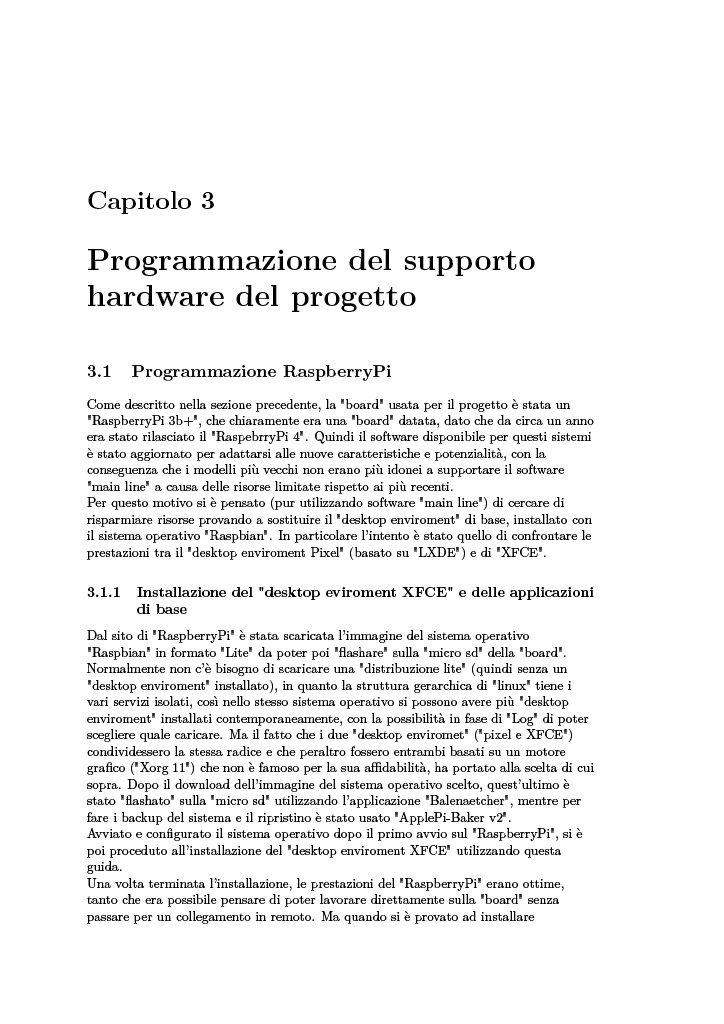 Capitolo 3
Programmazione del supporto
hardware del progetto
3.1 Programmazione RaspberryPi
Come descritto nella sezione precedente, la "board" usata per il progetto è stata un
"RaspberryPi 3b+", che chiaramente era una "board" datata, dato che da circa un anno
era stato rilasciato il "RaspebrryPi 4". Quindi il software disponibile per questi sistemi
è stato aggiornato per adattarsi alle nuove caratteristiche e potenzialità, con la
conseguenza che i modelli più vecchi non erano più idonei a supportare il software
"main line" a causa delle risorse limitate rispetto ai più recenti.
Per questo motivo si è pensato (pur utilizzando software "main line") di cercare di
risparmiare risorse provando a sostituire il "desktop enviroment" di base, installato con
il sistema operativo "Raspbian". In particolare l'intento è stato quello di confrontare le
prestazioni tra il "desktop enviroment Pixel" (basato su "LXDE") e di "XFCE".
3.1.1 Installazione del "desktop eviroment XFCE" e delle applicazioni
di base
Dal sito di "RaspberryPi" è stata scaricata l'immagine del sistema operativo
"Raspbian" in formato "Lite" da poter poi "flashare" sulla "micro sd" della "board".
Normalmente non c'è bisogno di scaricare una "distribuzione lite" (quindi senza un
"desktop enviroment" installato), in quanto la struttura gerarchica di "linux" tiene i
vari servizi isolati, così nello stesso sistema operativo si possono avere più "desktop
enviroment" installati contemporaneamente, con la possibilità in fase di "Log" di poter
scegliere quale caricare. Ma il fatto che i due "desktop enviromet" ("pixel e XFCE")
condividessero la stessa radice e che peraltro fossero entrambi basati su un motore
grafico ("Xorg 11") che non è famoso per la sua affidabilità, ha portato alla scelta di cui
sopra. Dopo il download dell'immagine del sistema operativo scelto, quest'ultimo è
stato "flashato" sulla "micro sd" utilizzando l'applicazione "Balenaetcher", mentre per
fare i backup del sistema e il ripristino è stato usato "ApplePi-Baker v2".
Avviato e configurato il sistema operativo dopo il primo avvio sul "RaspberryPi", si è
poi proceduto all'installazione del "desktop enviroment XFCE" utilizzando questa
guida.
Una volta terminata l'installazione, le prestazioni del "RaspberryPi" erano ottime,
tanto che era possibile pensare di poter lavorare direttamente sulla "board" senza
passare per un collegamento in remoto. Ma quando si è provato ad installare